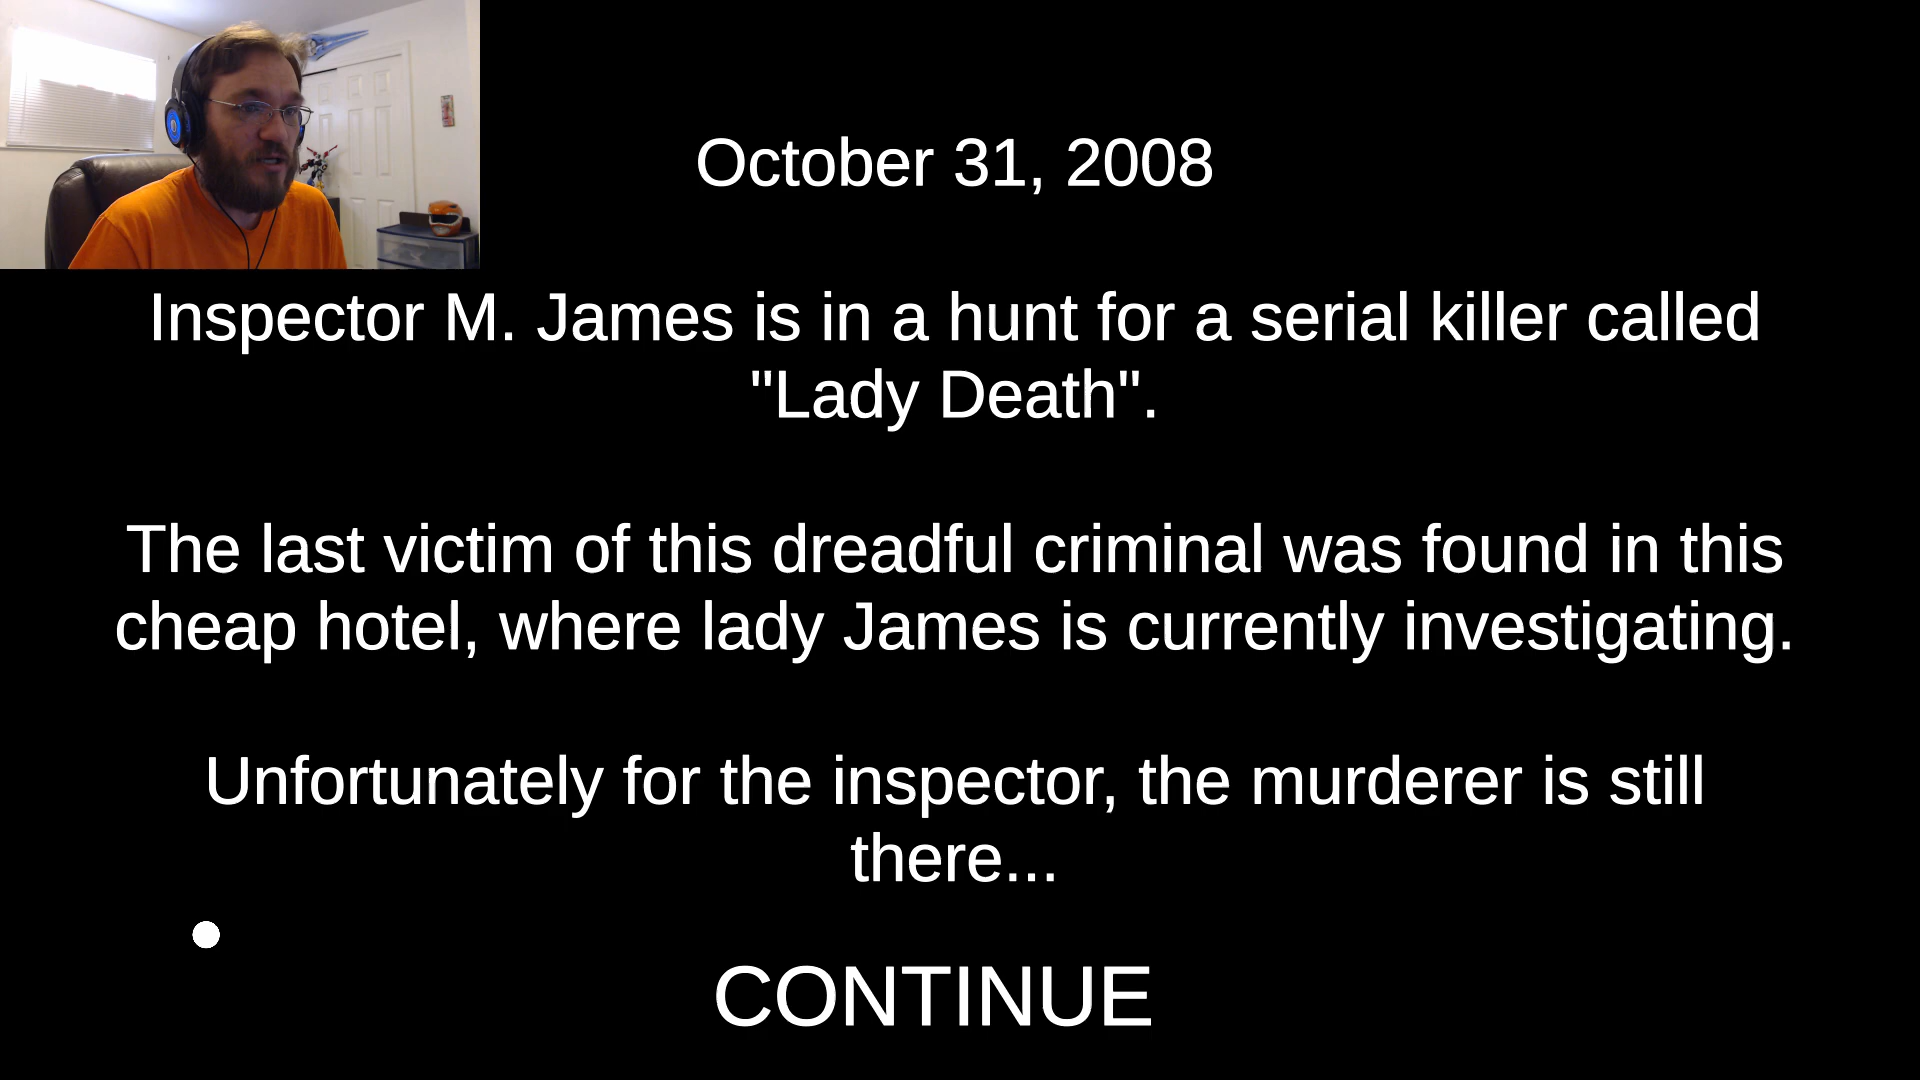 October 31, 2008
Inspector M. James is in a hunt for a serial killer called
"Lady Death".
The last victim of this dreadful criminal was found in this
cheap hotel, where lady James is currently investigating.
Unfortunately for the inspector, the murderer is still
there...
CONTINUE